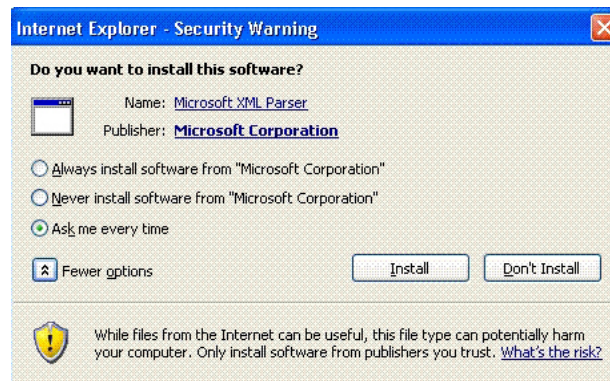 Internet Explorer - Security Warning
Do you want to install this software?
Name: Microsoft XML Parser
Publisher: Microsoft Corporation
Always install software from "Microsoft Corporation"
Never install software from "Microsoft Corporation"
Ask me every time
Fewer options
Install
Don't Install
While files from the Internet can be useful, this file type can potentially harm
your computer. Only install software from publishers you trust. What's the risk?